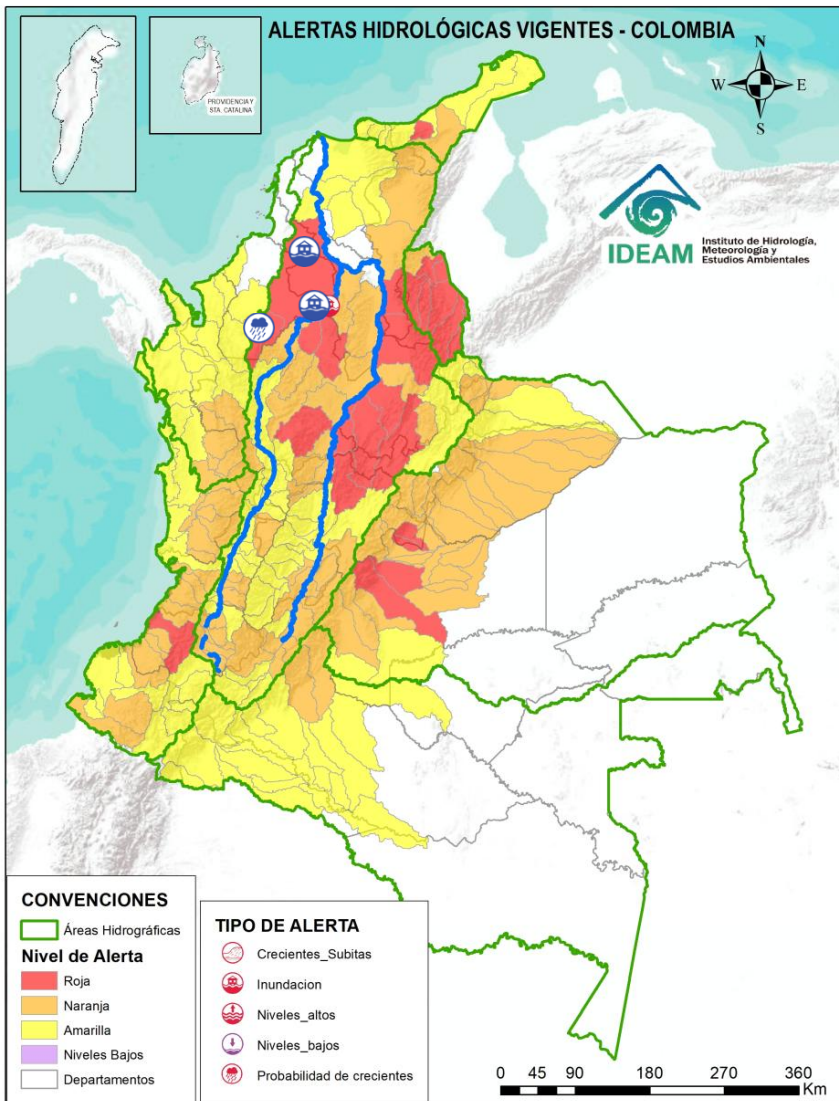 ALERTAS HIDROLÓGICAS VIGENTES - COLOMBIA
PROVIDENCIA Y
STA. CATALINA
N
W
E
S
IDEAM
Instituto de Hidrología,
Meteorología y
Estudios Ambientales
CONVENCIONES
Áreas Hidrográficas
Nivel de Alerta
Roja
Naranja
Amarilla
Niveles Bajos
Departamentos
TIPO DE ALERTA
Crecientes_Subitas
Inundacion
Niveles_altos
Niveles_bajos
Probabilidad de crecientes
0 45 90 180 270 360
Km